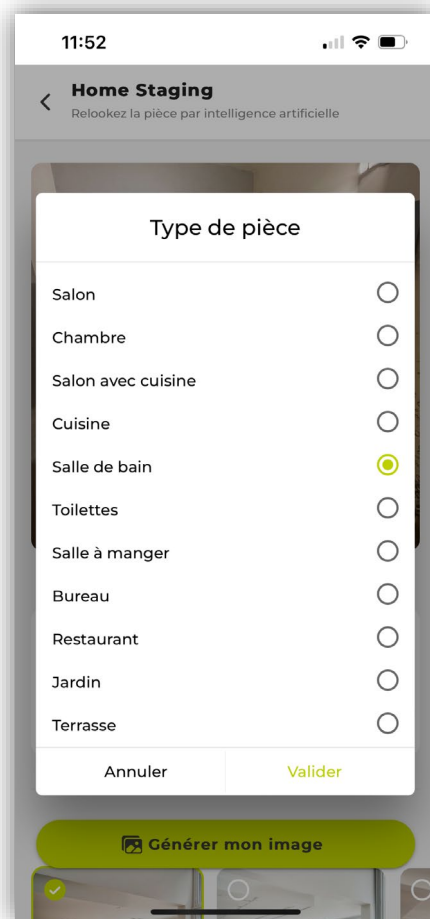 11:52
Home Staging
Relookez la pièce par intelligence artificielle
Type de pièce
Salon
Chambre
Salon avec cuisine
Cuisine
Salle de bain
Toilettes
Salle à manger
Bureau
Restaurant
Jardin
Terrasse
Annuler Valider
Générer mon image